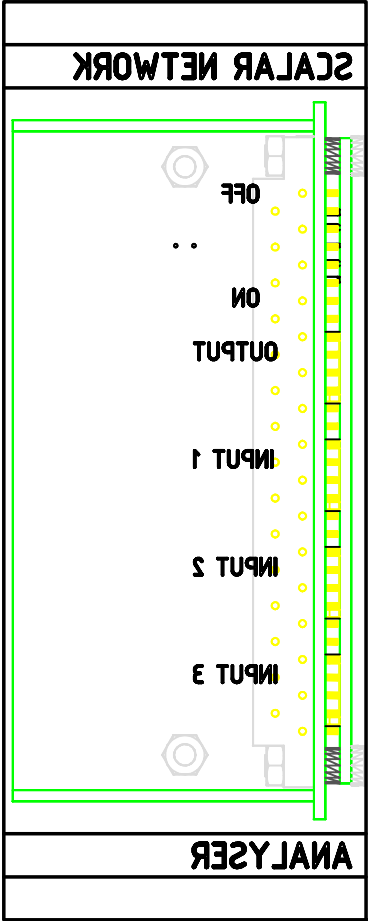 SCALAR NETWORK
OFF
ON
OUTPUT
INPUT 1
INPUT 2
INPUT 3
ANALYSER